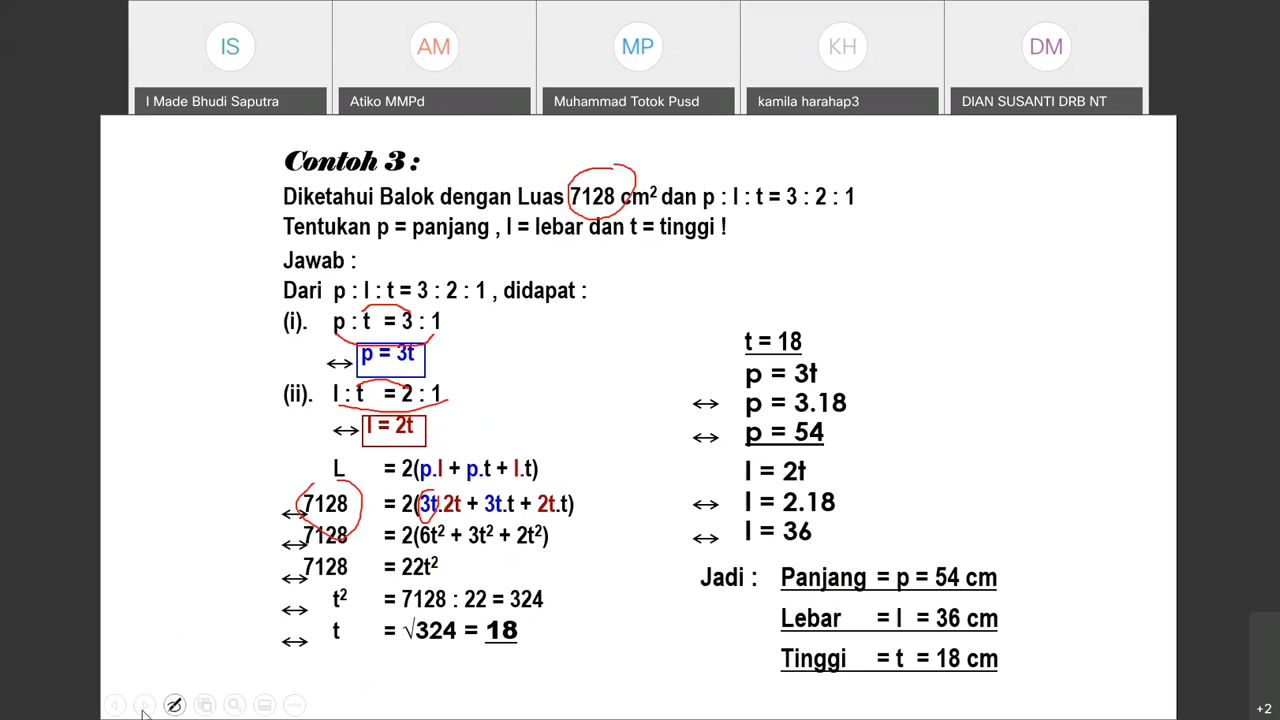 IS
AM
MP
KH
DM
I Made Bhudi Saputra
Atiko MMPd
Muhammad Totok Pusd
kamila harahap3
DIAN SUSANTI DRB NT
Contoh 3 :
Diketahui Balok dengan Luas 7128 cm² dan p : l : t = 3 : 2 : 1
Tentukan p = panjang , l = lebar dan t = tinggi !
Jawab :
Dari p : l : t = 3 : 2 : 1 , didapat :
(i). p : t = 3 : 1
↔ p = 3t
(ii). l : t = 2 : 1
↔ l = 2t
L = 2(p.l + p.t + l.t)
↔ 7128 = 2(3t.2t + 3t.t + 2t.t)
↔ 7128 = 2(6t² + 3t² + 2t²)
↔ 7128 = 22t²
↔ t² = 7128 : 22 = 324
↔ t = √324 = 18
t = 18
p = 3t
↔ p = 3.18
↔ p = 54
l = 2t
↔ l = 2.18
↔ l = 36
Jadi : Panjang = p = 54 cm
Lebar = l = 36 cm
Tinggi = t = 18 cm
+2